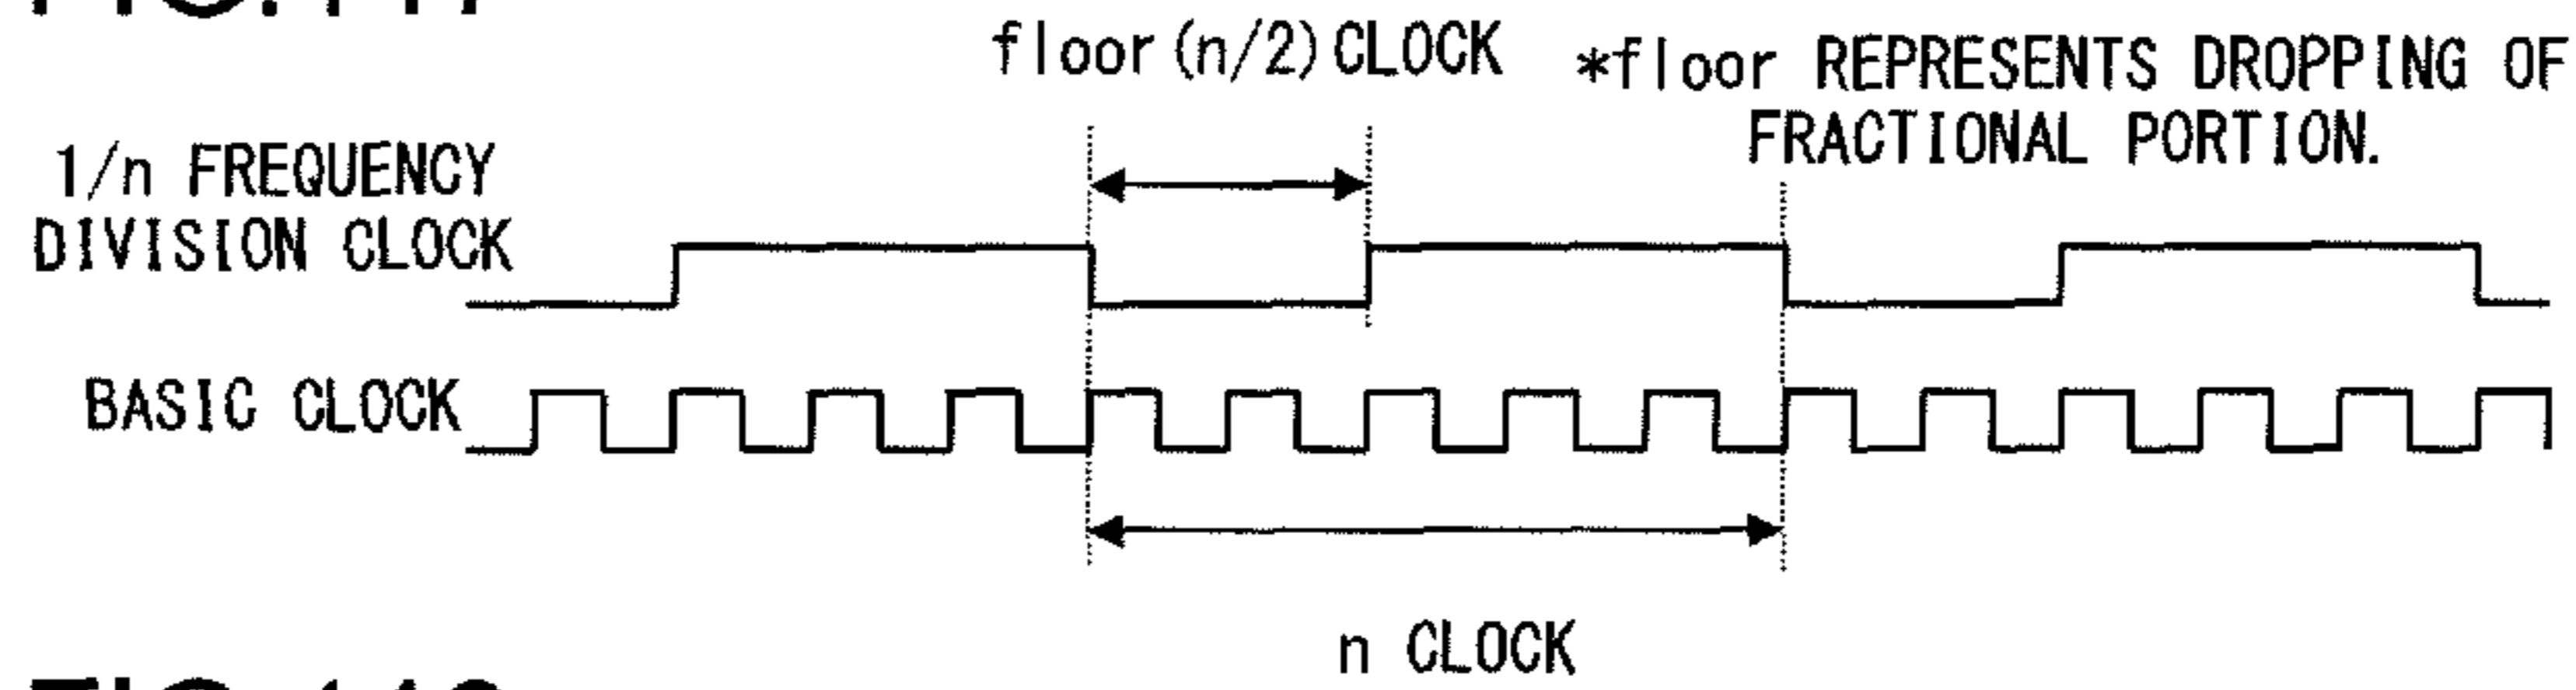 floor(n/2)CLOCK
*floor REPRESENTS DROPPING OF
FRACTIONAL PORTION.
1/n FREQUENCY
DIVISION CLOCK
BASIC CLOCK
n CLOCK